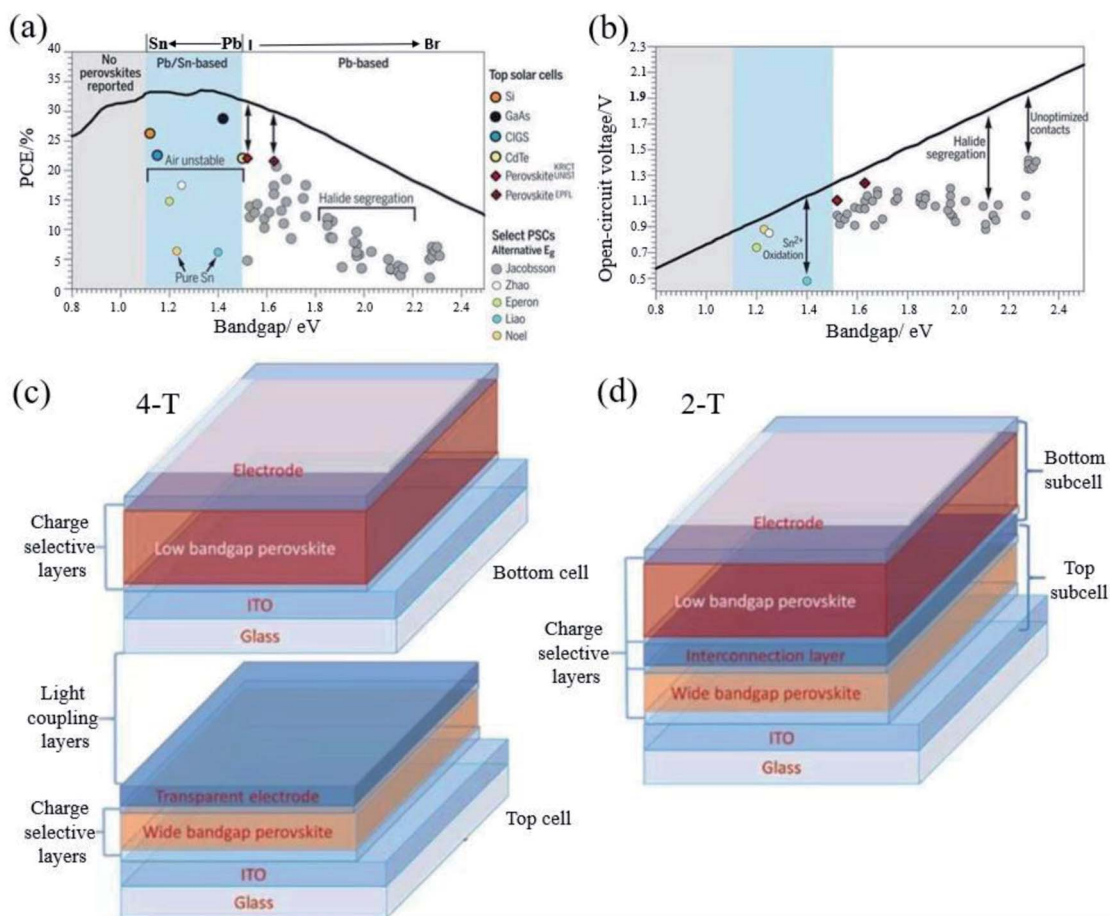 (a)
Sn Pb I Br
No
perovskites
reported
Pb/Sn-based
Pb-based
Air unstable
Halide segregation
Pure Sn
PCE/%
40
35
30
25
20
15
10
5
0
0.8 1.0 1.2 1.4 1.6 1.8 2.0 2.2 2.4
Bandgap/ eV
Top solar cells
Si
GaAs
CIGS
CdTe
Perovskite KRICT UNIST
Perovskite EPFL
Select PSCs
Alternative Eg
Jacobsson
Zhao
Eperon
Liao
Noel
(b)
Open-circuit voltage/V
2.3
2.1
1.9
1.7
1.5
1.3
1.1
0.9
0.7
0.5
Unoptimized
contacts
Halide
segregation
Sn2+
Oxidation
0.8 1.0 1.2 1.4 1.6 1.8 2.0 2.2 2.4
Bandgap/ eV
(c)
4-T
Electrode
Charge
selective
layers
Low bandgap perovskite
Bottom cell
ITO
Glass
Light
coupling
layers
Transparent electrode
Charge
selective
layers
Wide bandgap perovskite
Top cell
ITO
Glass
(d)
2-T
Bottom
subcell
Electrode
Top
subcell
Low bandgap perovskite
Charge
selective
layers
Interconnection layer
Wide bandgap perovskite
ITO
Glass